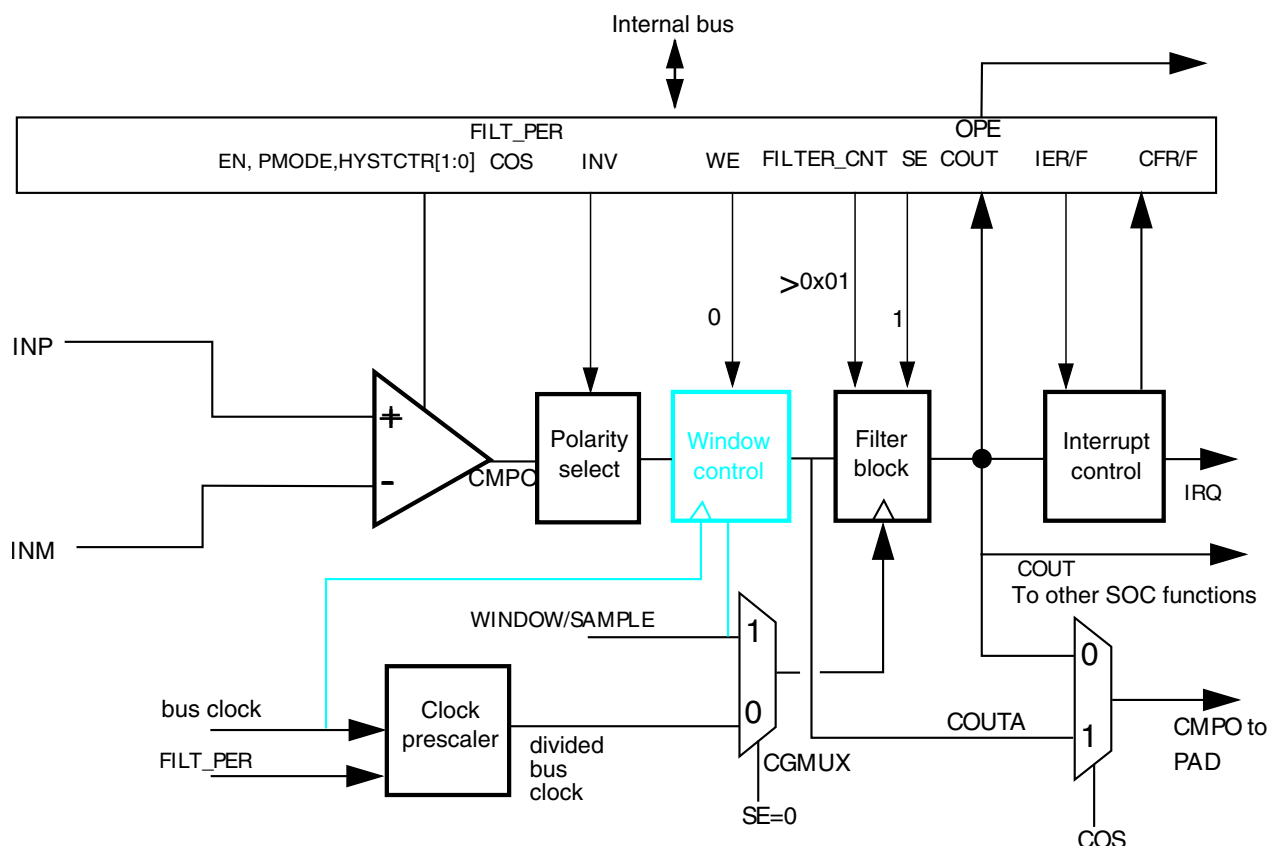 Internal bus
OPE
FILT_PER
EN, PMODE,HYSTCTR[1:0] COS INV WE FILTER_CNT SE COUT IER/F CFR/F
>0x01
0
1
INP
+
-
CMPO
Polarity
select
Window
control
Filter
block
Interrupt
control
IRQ
INM
COUT
To other SOC functions
WINDOW/SAMPLE
1
0
0
1
bus clock
FILT_PER
Clock
prescaler
divided
bus
clock
CGMUX
SE=0
COUTA
CMPO to
PAD
COS